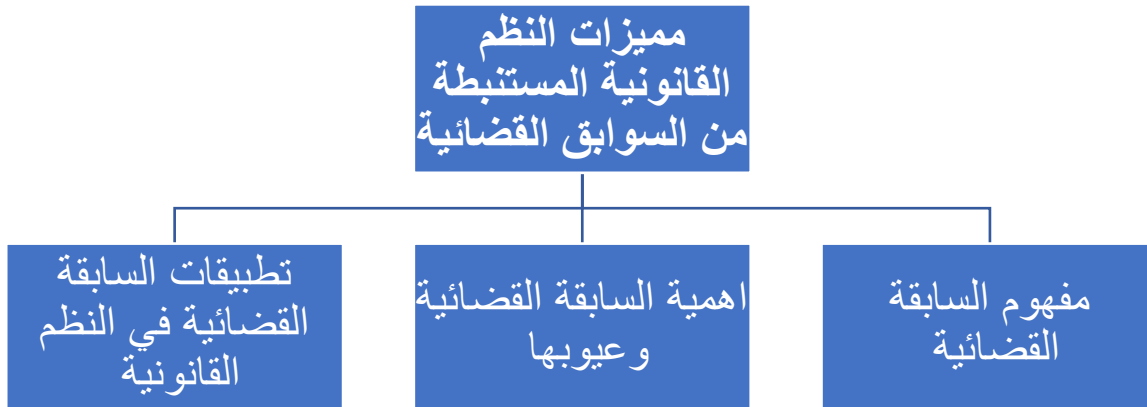 مميزات النظم
القانونية المستنبطة
من السوابق القضائية
مفهوم السابقة
القضائية
اهمية السابقة القضائية
وعيوبها
تطبيقات السابقة
القضائية في النظم
القانونية